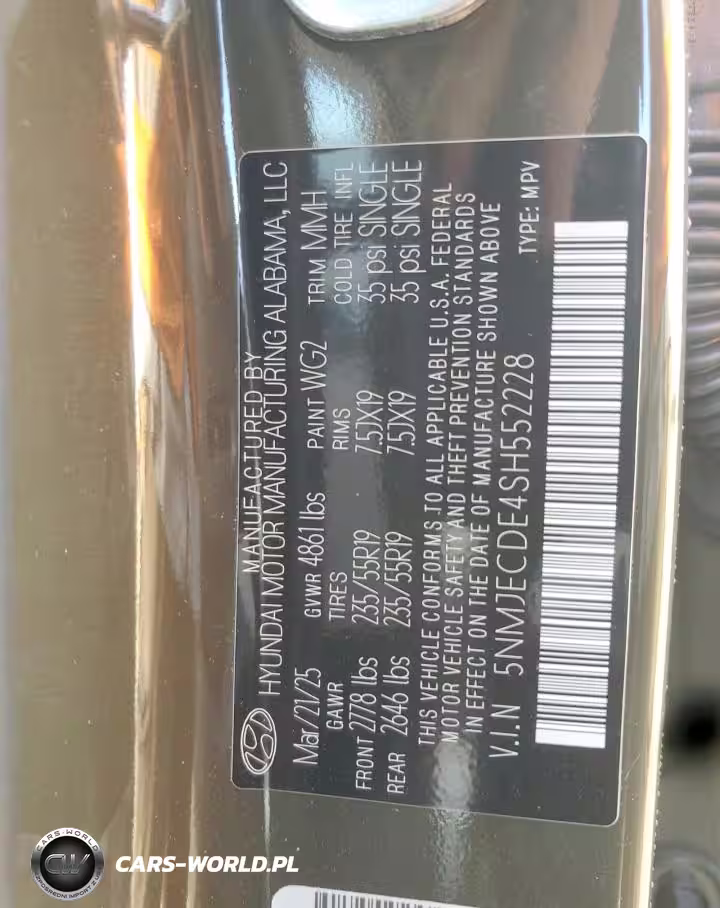 MANUFACTURED BY
HYUNDAI MOTOR MANUFACTURING ALABAMA, LLC
Mar/21/25 GVWR 4861 lbs PAINT WG2 TRIM MMH
GAWR TIRES RIMS COLD TIRE INFL
FRONT 2778 lbs 235/55R19 7.5JX19 35 psi SINGLE
REAR 2646 lbs 235/55R19 7.5JX19 35 psi SINGLE
THIS VEHICLE CONFORMS TO ALL APPLICABLE U.S.A. FEDERAL
MOTOR VEHICLE SAFETY AND THEFT PREVENTION STANDARDS
IN EFFECT ON THE DATE OF MANUFACTURE SHOWN ABOVE
V.I.N 5NMJECDE4SH552228 TYPE: MPV
CARS-WORLD
CW
CARS-WORLD.PL